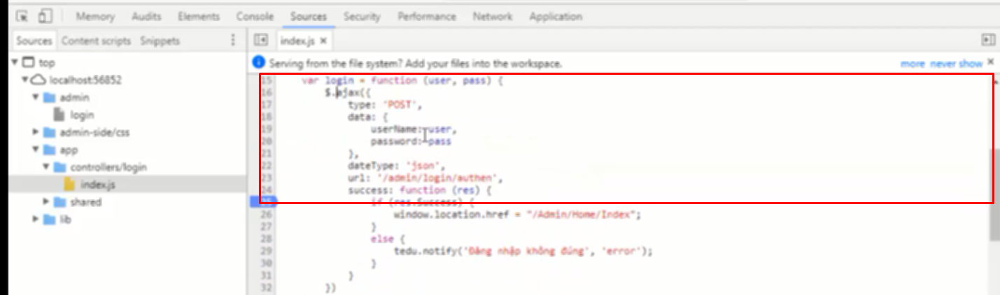 Memory Audits Elements Console Sources Security Performance Network Application
Sources Content scripts Snippets
index.js ×
top
localhost:56852
admin
login
admin-side/css
app
controllers/login
index.js
shared
lib
Serving from the file system? Add your files into the workspace. more never show ×
15 var login = function (user, pass) {
16 $.ajax({
17 type: 'POST',
18 data: {
19 userName: user,
20 password: pass
21 },
22 dateType: 'json',
23 url: '/admin/login/authen',
24 success: function (res) {
25 if (res.Success) {
26 window.location.href = "/Admin/Home/Index";
27 }
28 else {
29 tedu.notify('Đăng nhập không đúng', 'error');
30 }
31 }
32 })